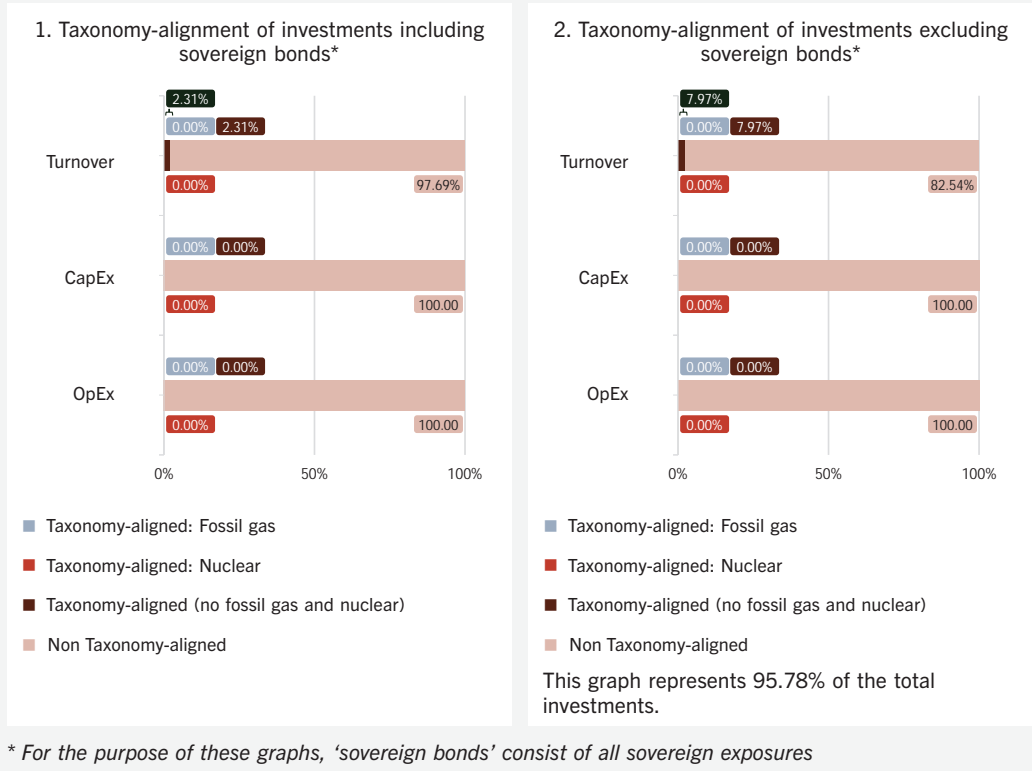 1. Taxonomy-alignment of investments including
sovereign bonds*
2.31%
0.00% 2.31%
Turnover
0.00% 97.69%
0.00% 0.00%
CapEx
0.00% 100.00
0.00% 0.00%
OpEx
0.00% 100.00
0% 50% 100%
Taxonomy-aligned: Fossil gas
Taxonomy-aligned: Nuclear
Taxonomy-aligned (no fossil gas and nuclear)
Non Taxonomy-aligned
2. Taxonomy-alignment of investments excluding
sovereign bonds*
7.97%
0.00% 7.97%
Turnover
0.00% 82.54%
0.00% 0.00%
CapEx
0.00% 100.00
0.00% 0.00%
OpEx
0.00% 100.00
0% 50% 100%
Taxonomy-aligned: Fossil gas
Taxonomy-aligned: Nuclear
Taxonomy-aligned (no fossil gas and nuclear)
Non Taxonomy-aligned
This graph represents 95.78% of the total
investments.
* For the purpose of these graphs, ‘sovereign bonds’ consist of all sovereign exposures